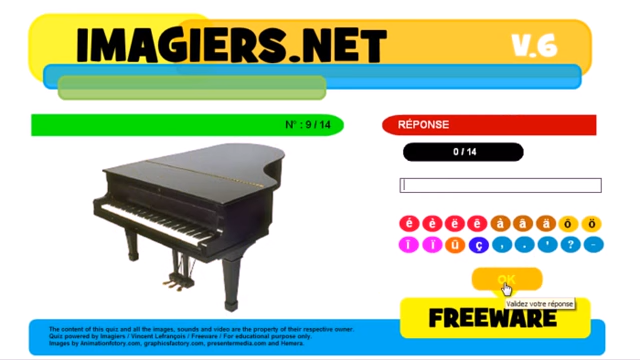 IMAGIERS.NET
V.6
N° : 9 / 14
RÉPONSE
0 / 14
é è ë ê à â ä ô ö
î ï û ç , . ' ? -
OK
Validez votre réponse
FREEWARE
The content of this quiz and all the images, sounds and video are the property of their respective owner.
Quiz powered by Imagiers / Vincent Lefrançois / Freeware / For educational purpose only.
Images by Animationfctory.com, graphicsfactory.com, presentermedia.com and Hemera.